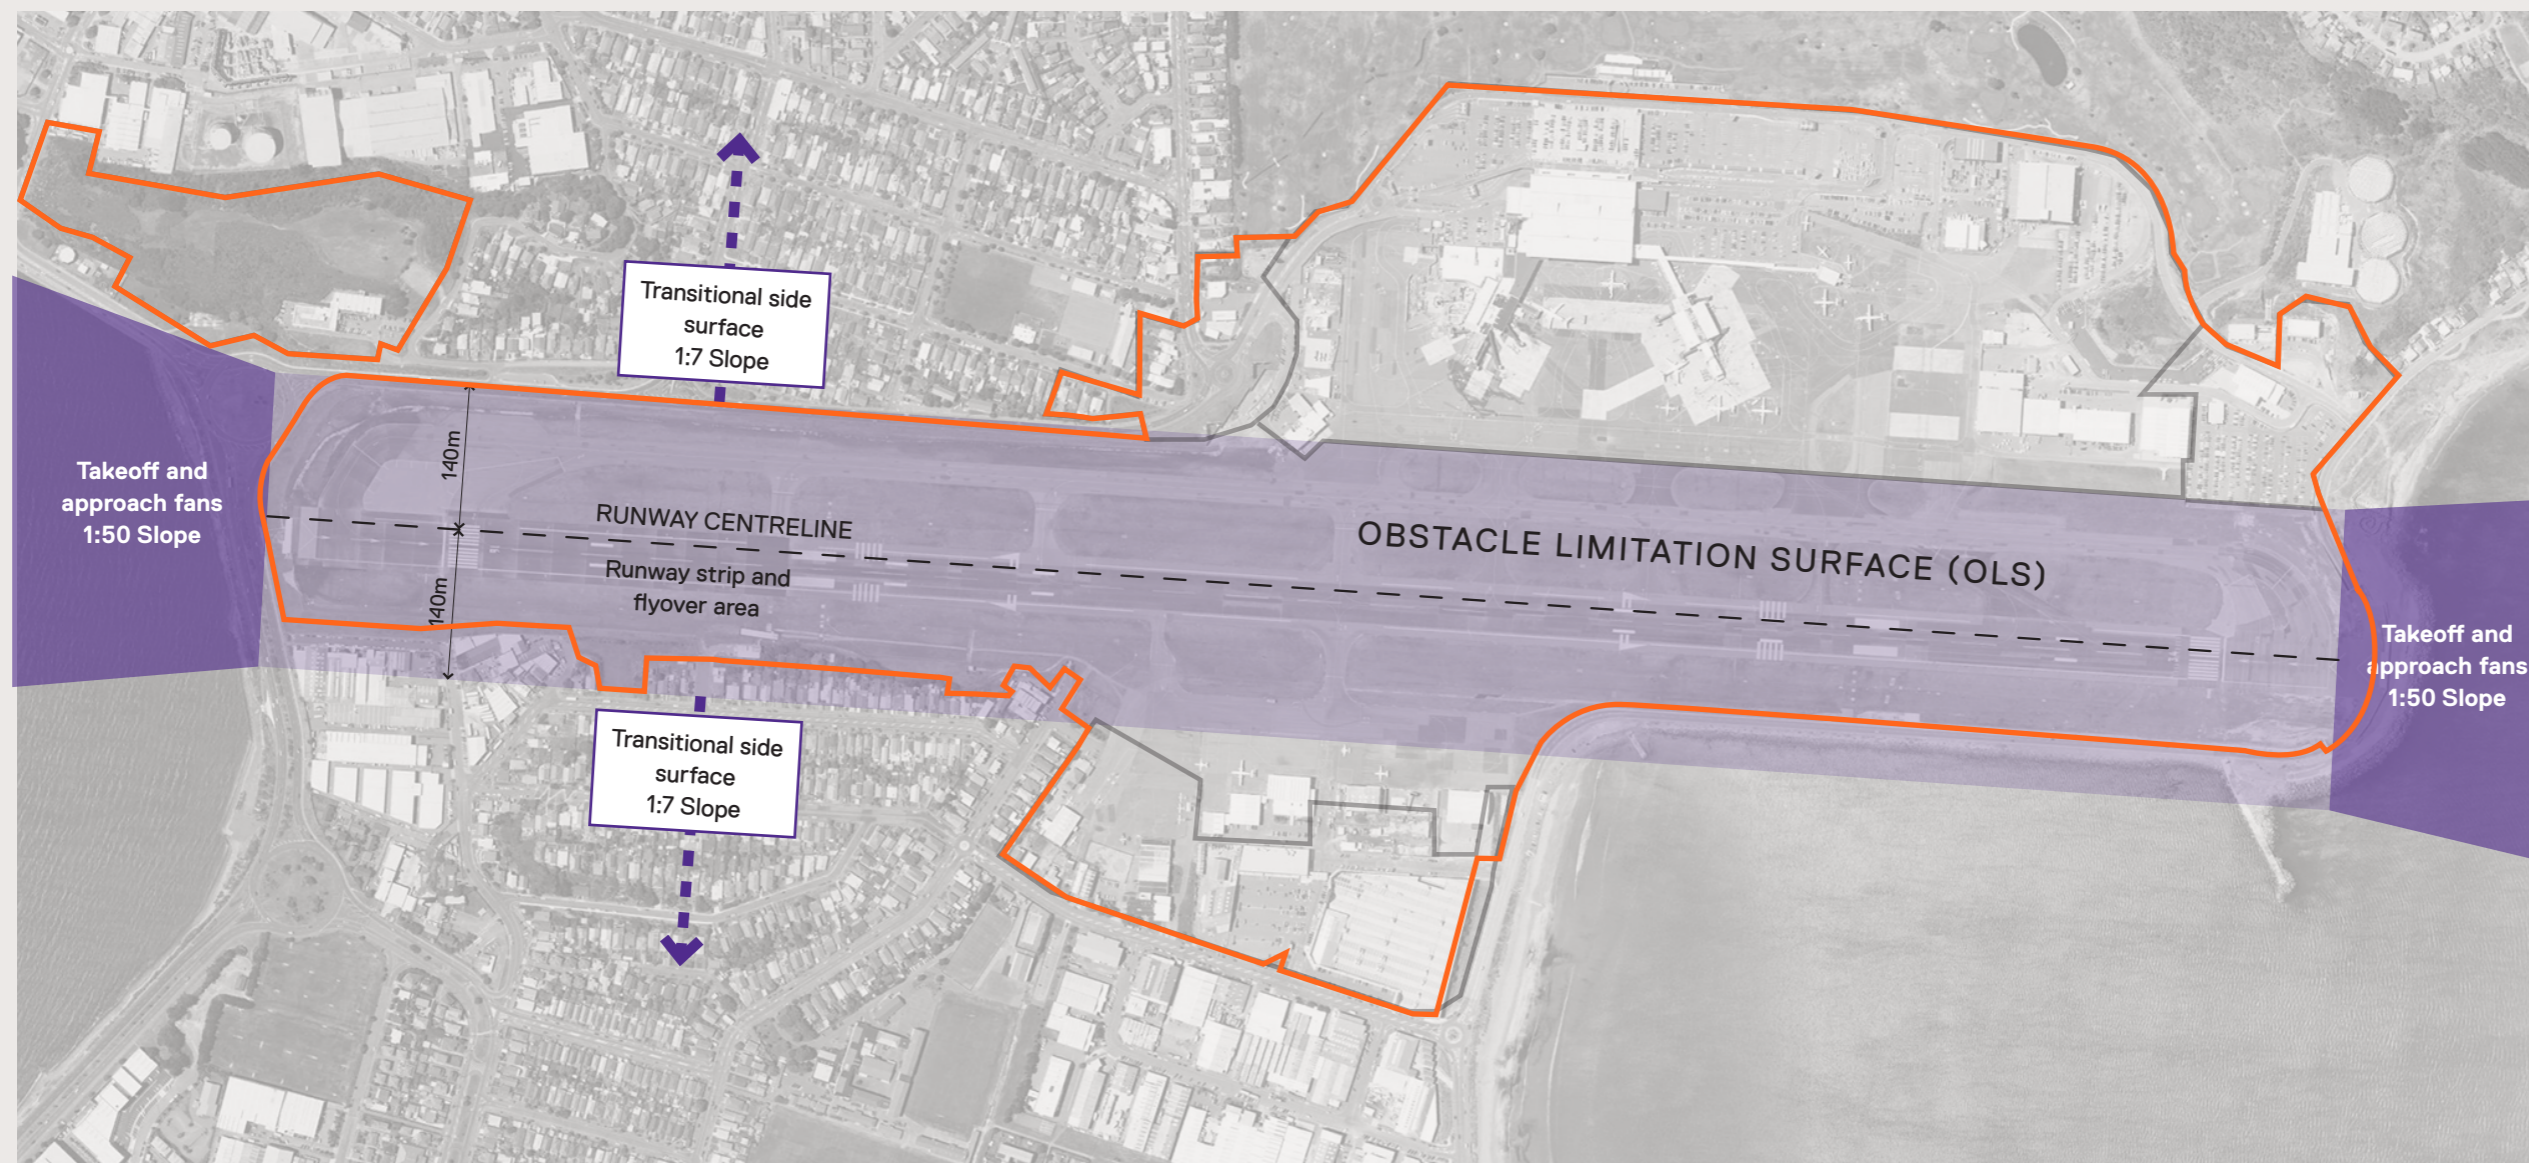 Transitional side
surface
1:7 Slope
140m
Takeoff and
approach fans
1:50 Slope
RUNWAY CENTRELINE
OBSTACLE LIMITATION SURFACE (OLS)
Runway strip and
flyover area
140m
Takeoff and
approach fans
1:50 Slope
Transitional side
surface
1:7 Slope